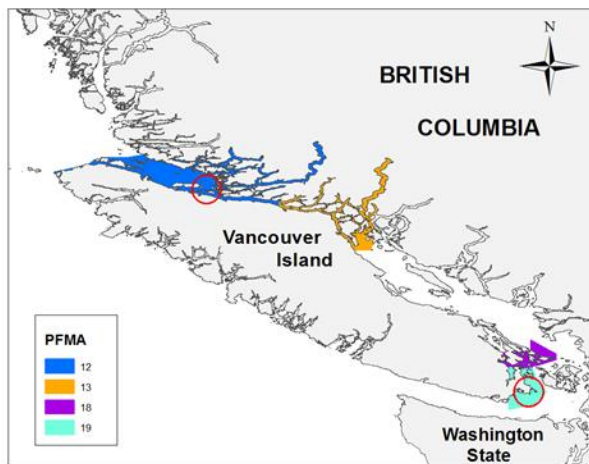 BRITISH
COLUMBIA
N
Vancouver
Island
PFMA
12
13
18
19
Washington
State